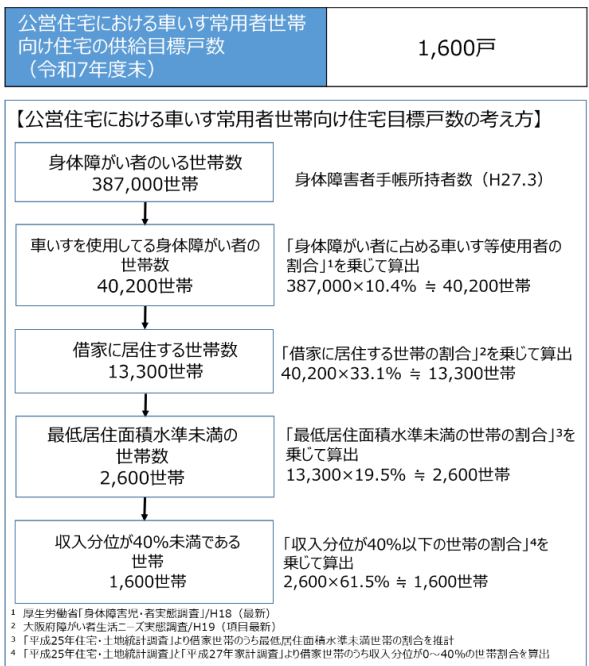 公営住宅における車いす常用者世帯
向け住宅の供給目標戸数
（令和7年度末）
1,600戸
【公営住宅における車いす常用者世帯向け住宅目標戸数の考え方】
身体障がい者のいる世帯数
387,000世帯
身体障害者手帳所持者数（H27.3）
車いすを使用してる身体障がい者の
世帯数
40,200世帯
「身体障がい者に占める車いす等使用者の
割合」¹を乗じて算出
387,000×10.4% ≒ 40,200世帯
借家に居住する世帯数
13,300世帯
「借家に居住する世帯の割合」²を乗じて算出
40,200×33.1% ≒ 13,300世帯
最低居住面積水準未満の
世帯数
2,600世帯
「最低居住面積水準未満の世帯の割合」³を
乗じて算出
13,300×19.5% ≒ 2,600世帯
収入分位が40%未満である
世帯
1,600世帯
「収入分位が40%以下の世帯の割合」⁴を
乗じて算出
2,600×61.5% ≒ 1,600世帯
¹ 厚生労働省「身体障害児・者実態調査」/H18（最新）
² 大阪府障がい者生活ニーズ実態調査/H19（項目最新）
³ 「平成25年住宅・土地統計調査」より借家世帯のうち最低居住面積水準未満世帯の割合を推計
⁴ 「平成25年住宅・土地統計調査」と「平成27年家計調査」より借家世帯のうち収入分位が0～40%の世帯割合を算出